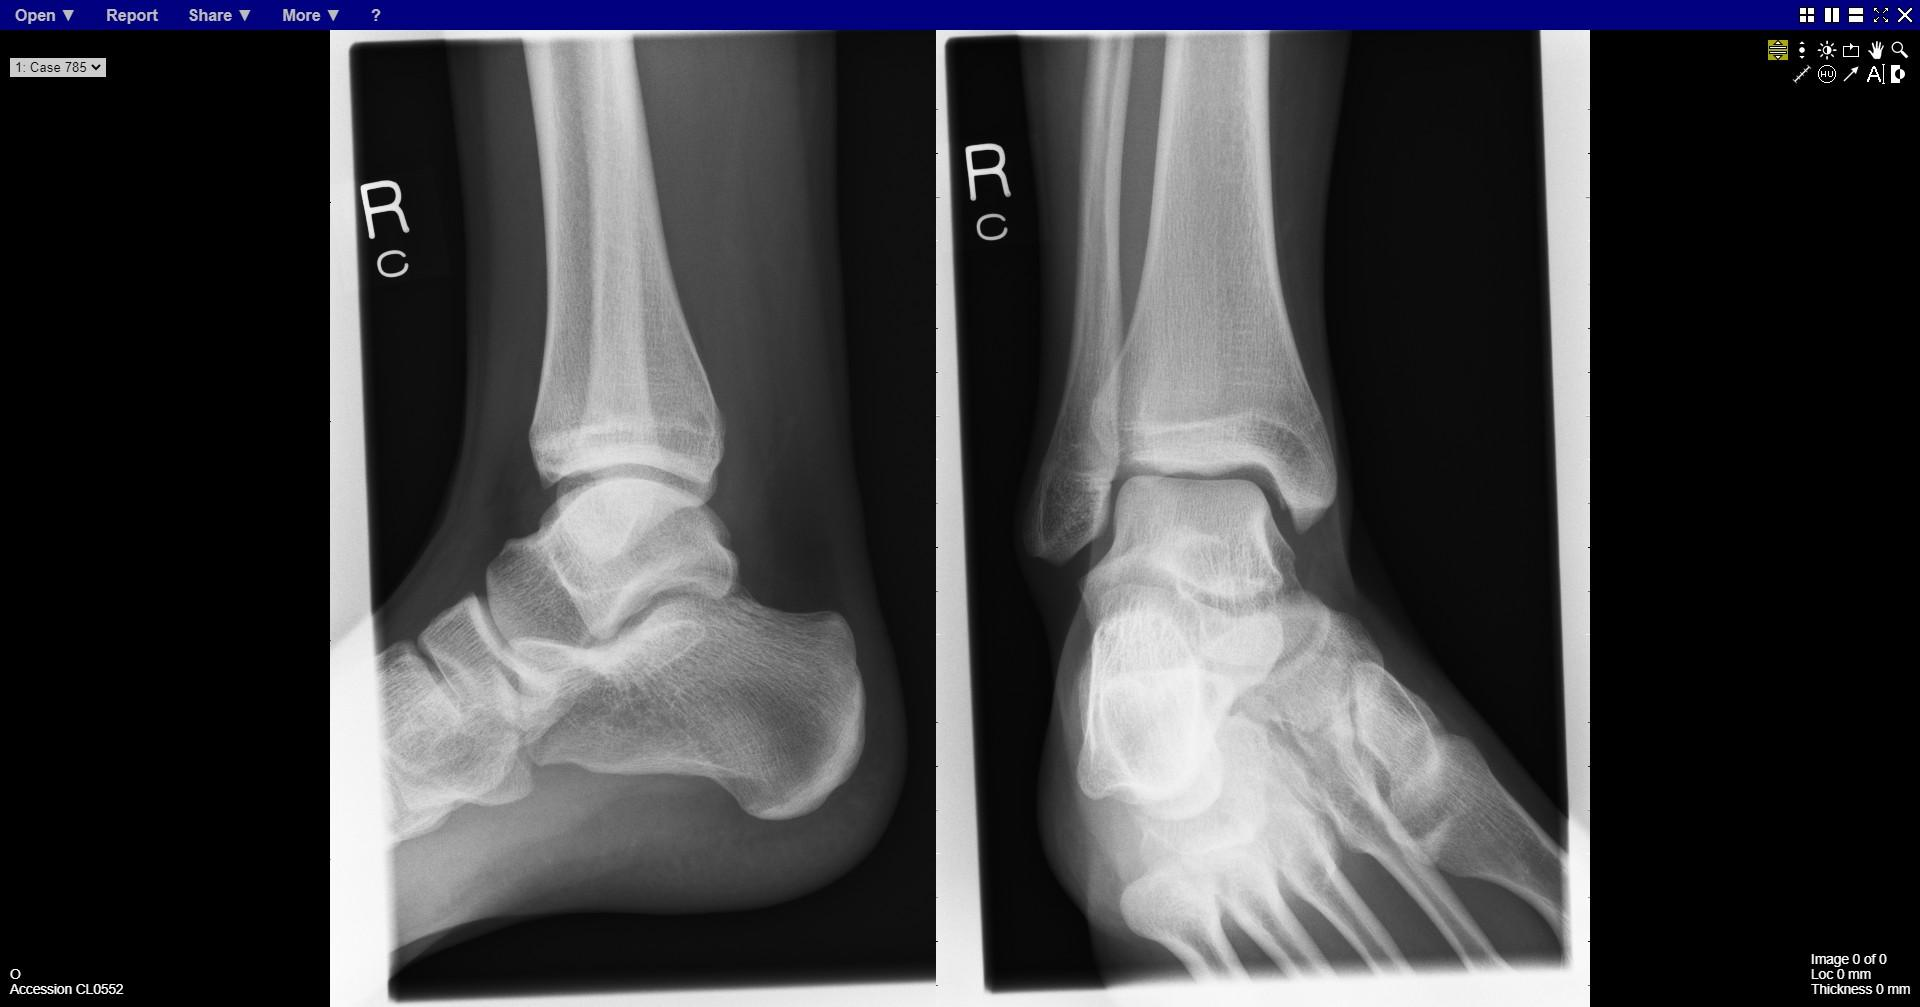 Open ▼ Report Share ▼ More ▼ ?
1: Case 785
HU A
R
C
R
C
O
Accession CL0552
Image 0 of 0
Loc 0 mm
Thickness 0 mm